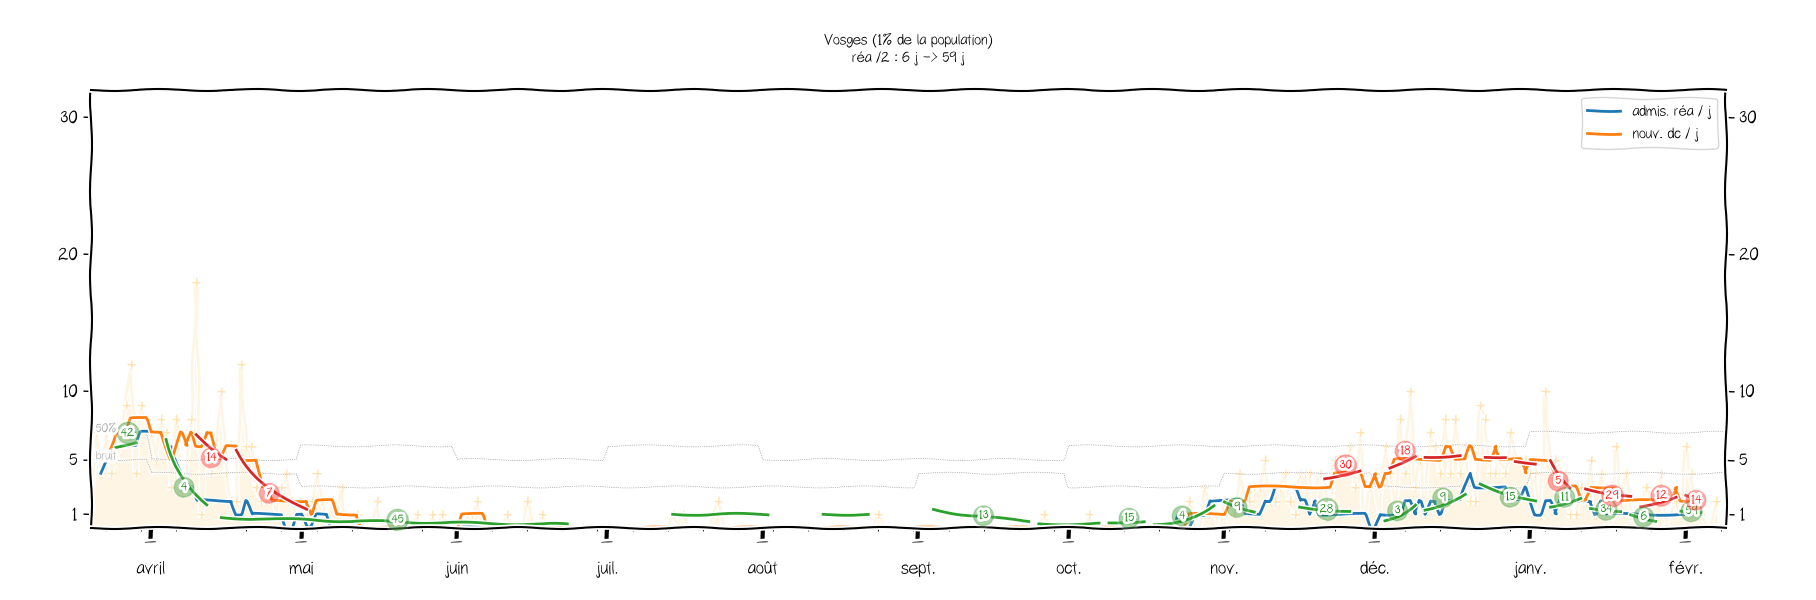 Vosges (1% de la population)
réa /2 : 6 j -> 59 j
30
30
admis. réa / j
nouv. dc / j
20
20
10
10
50%
42
bruit
5
5
14
4
7
45
1
1
13
15
4
9
28
30
3
18
9
15
5
11
34
29
6
12
59
14
avril
mai
juin
juil.
août
sept.
oct.
nov.
déc.
janv.
févr.